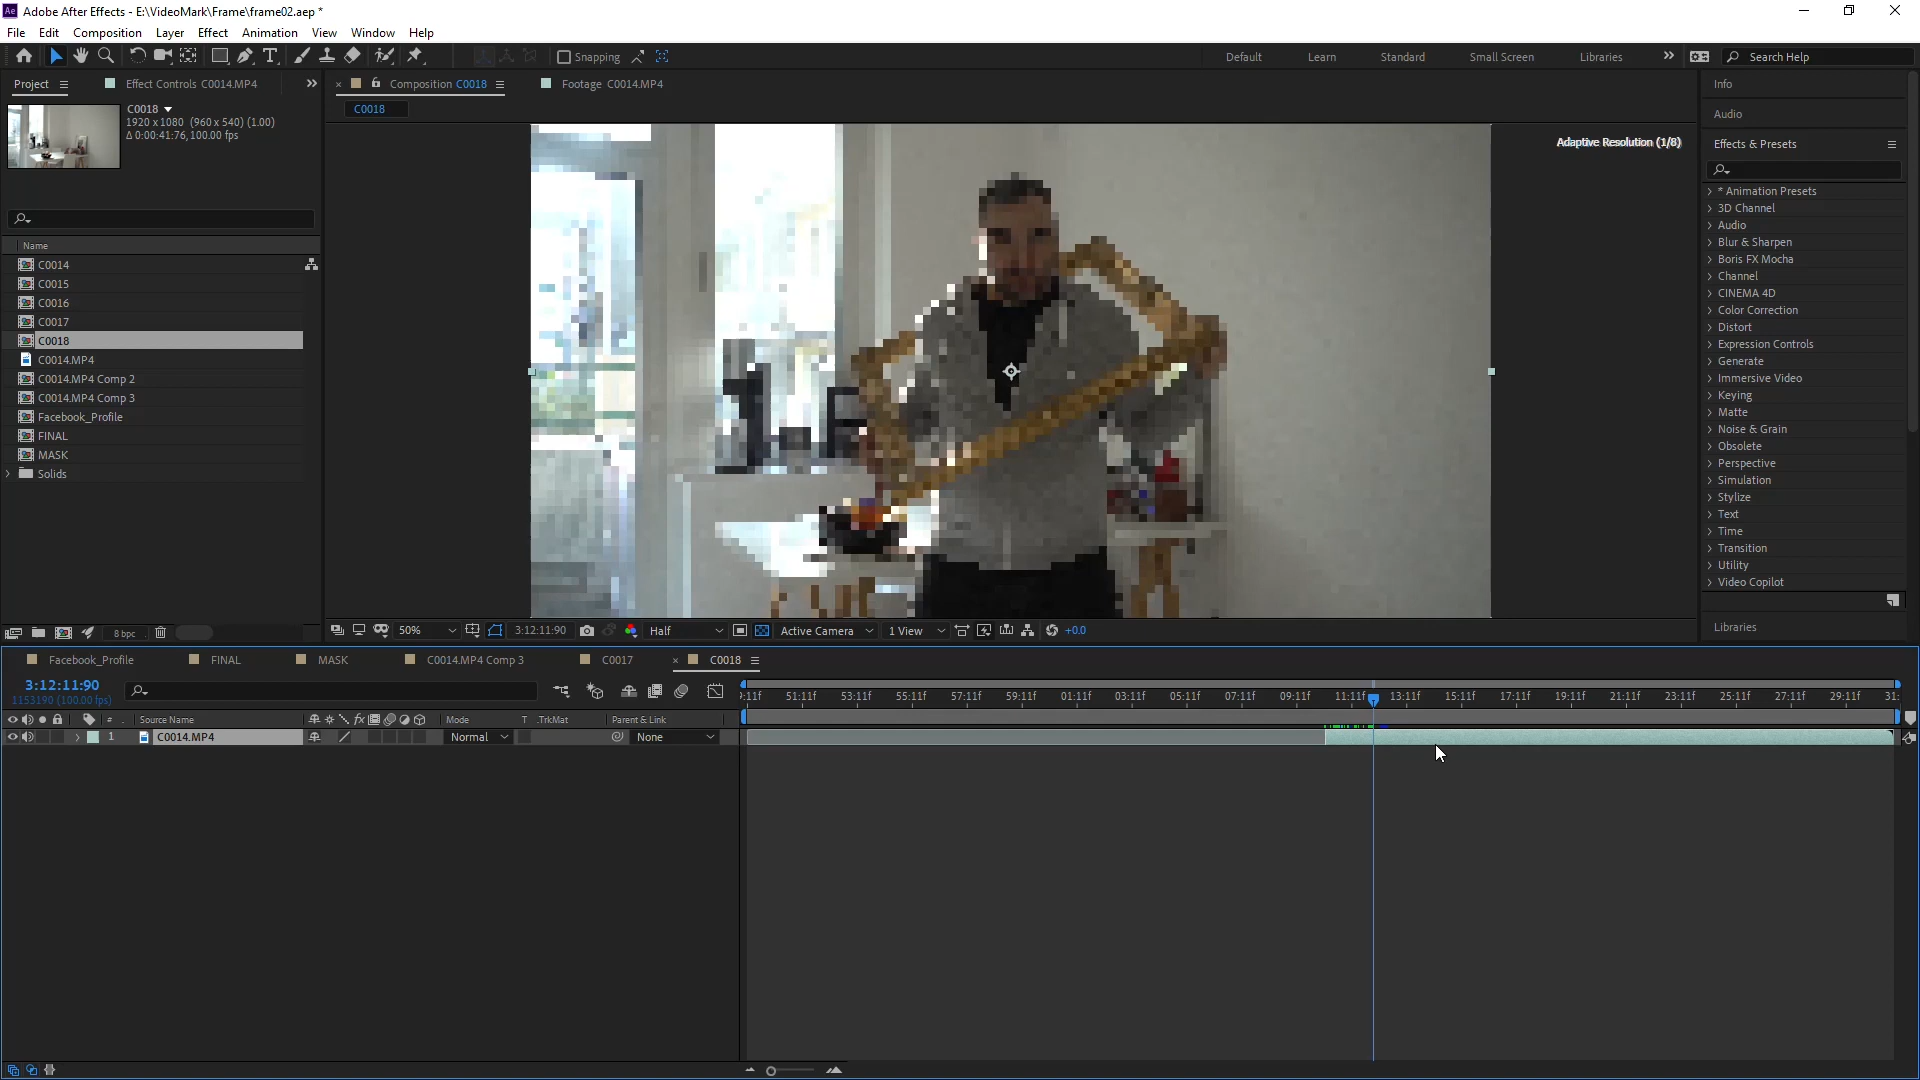 Adobe After Effects - E:\VideoMark\Frame\frame02.aep *
File Edit Composition Layer Effect Animation View Window Help
Snapping Default Learn Standard Small Screen Libraries Search Help
Project Effect Controls C0014.MP4
Composition C0018 Footage C0014.MP4
Info
C0018
1920 x 1080 (960 x 540) (1.00)
Δ 0:00:41:76, 100.00 fps
C0018
Audio
Adaptive Resolution (1/8)
Effects & Presets
Name
C0014
C0015
C0016
C0017
C0018
C0014.MP4
C0014.MP4 Comp 2
C0014.MP4 Comp 3
Facebook_Profile
FINAL
MASK
Solids
* Animation Presets
3D Channel
Audio
Blur & Sharpen
Boris FX Mocha
Channel
CINEMA 4D
Color Correction
Distort
Expression Controls
Generate
Immersive Video
Keying
Matte
Noise & Grain
Obsolete
Perspective
Simulation
Stylize
Text
Time
Transition
Utility
Video Copilot
Libraries
8 bpc
50% 3:12:11:90 Half Active Camera 1 View +0.0
Facebook_Profile FINAL MASK C0014.MP4 Comp 3 C0017 C0018
3:12:11:90
1153190 (100.00 fps)
:11f 51:11f 53:11f 55:11f 57:11f 59:11f 01:11f 03:11f 05:11f 07:11f 09:11f 11:11f 13:11f 15:11f 17:11f 19:11f 21:11f 23:11f 25:11f 27:11f 29:11f 31:
# Source Name Mode T .TrkMat Parent & Link
1 C0014.MP4 Normal None